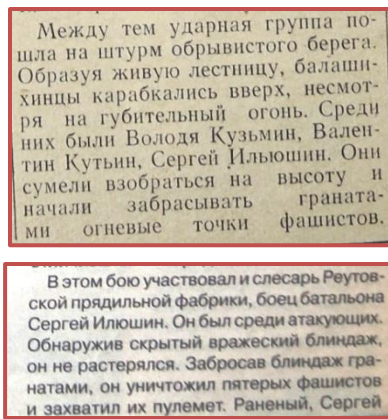 Между тем ударная группа по-
шла на штурм обрывистого берега.
Образуя живую лестницу, балаши-
хинцы карабкались вверх, несмот-
ря на губительный огонь. Среди
них были Володя Кузьмин, Вален-
тин Кутьин, Сергей Ильюшин. Они
сумели взобраться на высоту и
начали забрасывать граната-
ми огневые точки фашистов.
В этом бою участвовал и слесарь Реутов-
ской прядильной фабрики, боец батальона
Сергей Илюшин. Он был среди атакующих.
Обнаружив скрытый вражеский блиндаж,
он не растерялся. Забросав блиндаж гра-
натами, он уничтожил пятерых фашистов
и захватил их пулемет. Раненый, Сергей